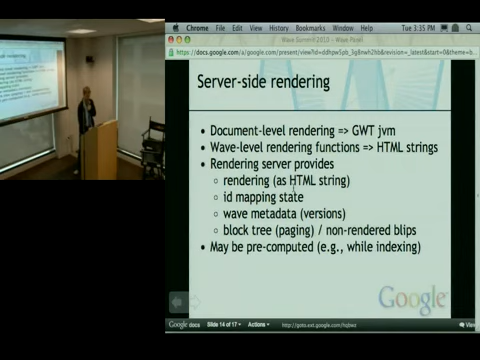 Chrome File Edit View History Bookmarks Window Help Tue 3:35 PM
Wave Summit 2010 - Wave Panel
Server-side rendering
• Document-level rendering => GWT jvm
• Wave-level rendering functions => HTML strings
• Rendering server provides
○ rendering (as HTML string)
○ id mapping state
○ wave metadata (versions)
○ block tree (paging) / non-rendered blips
• May be pre-computed (e.g., while indexing)
Google
Google docs Slide 14 of 17 Actions